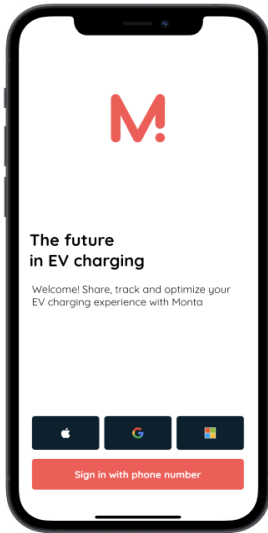 M!
The future
in EV charging
Welcome! Share, track and optimize your
EV charging experience with Monta
Sign in with phone number